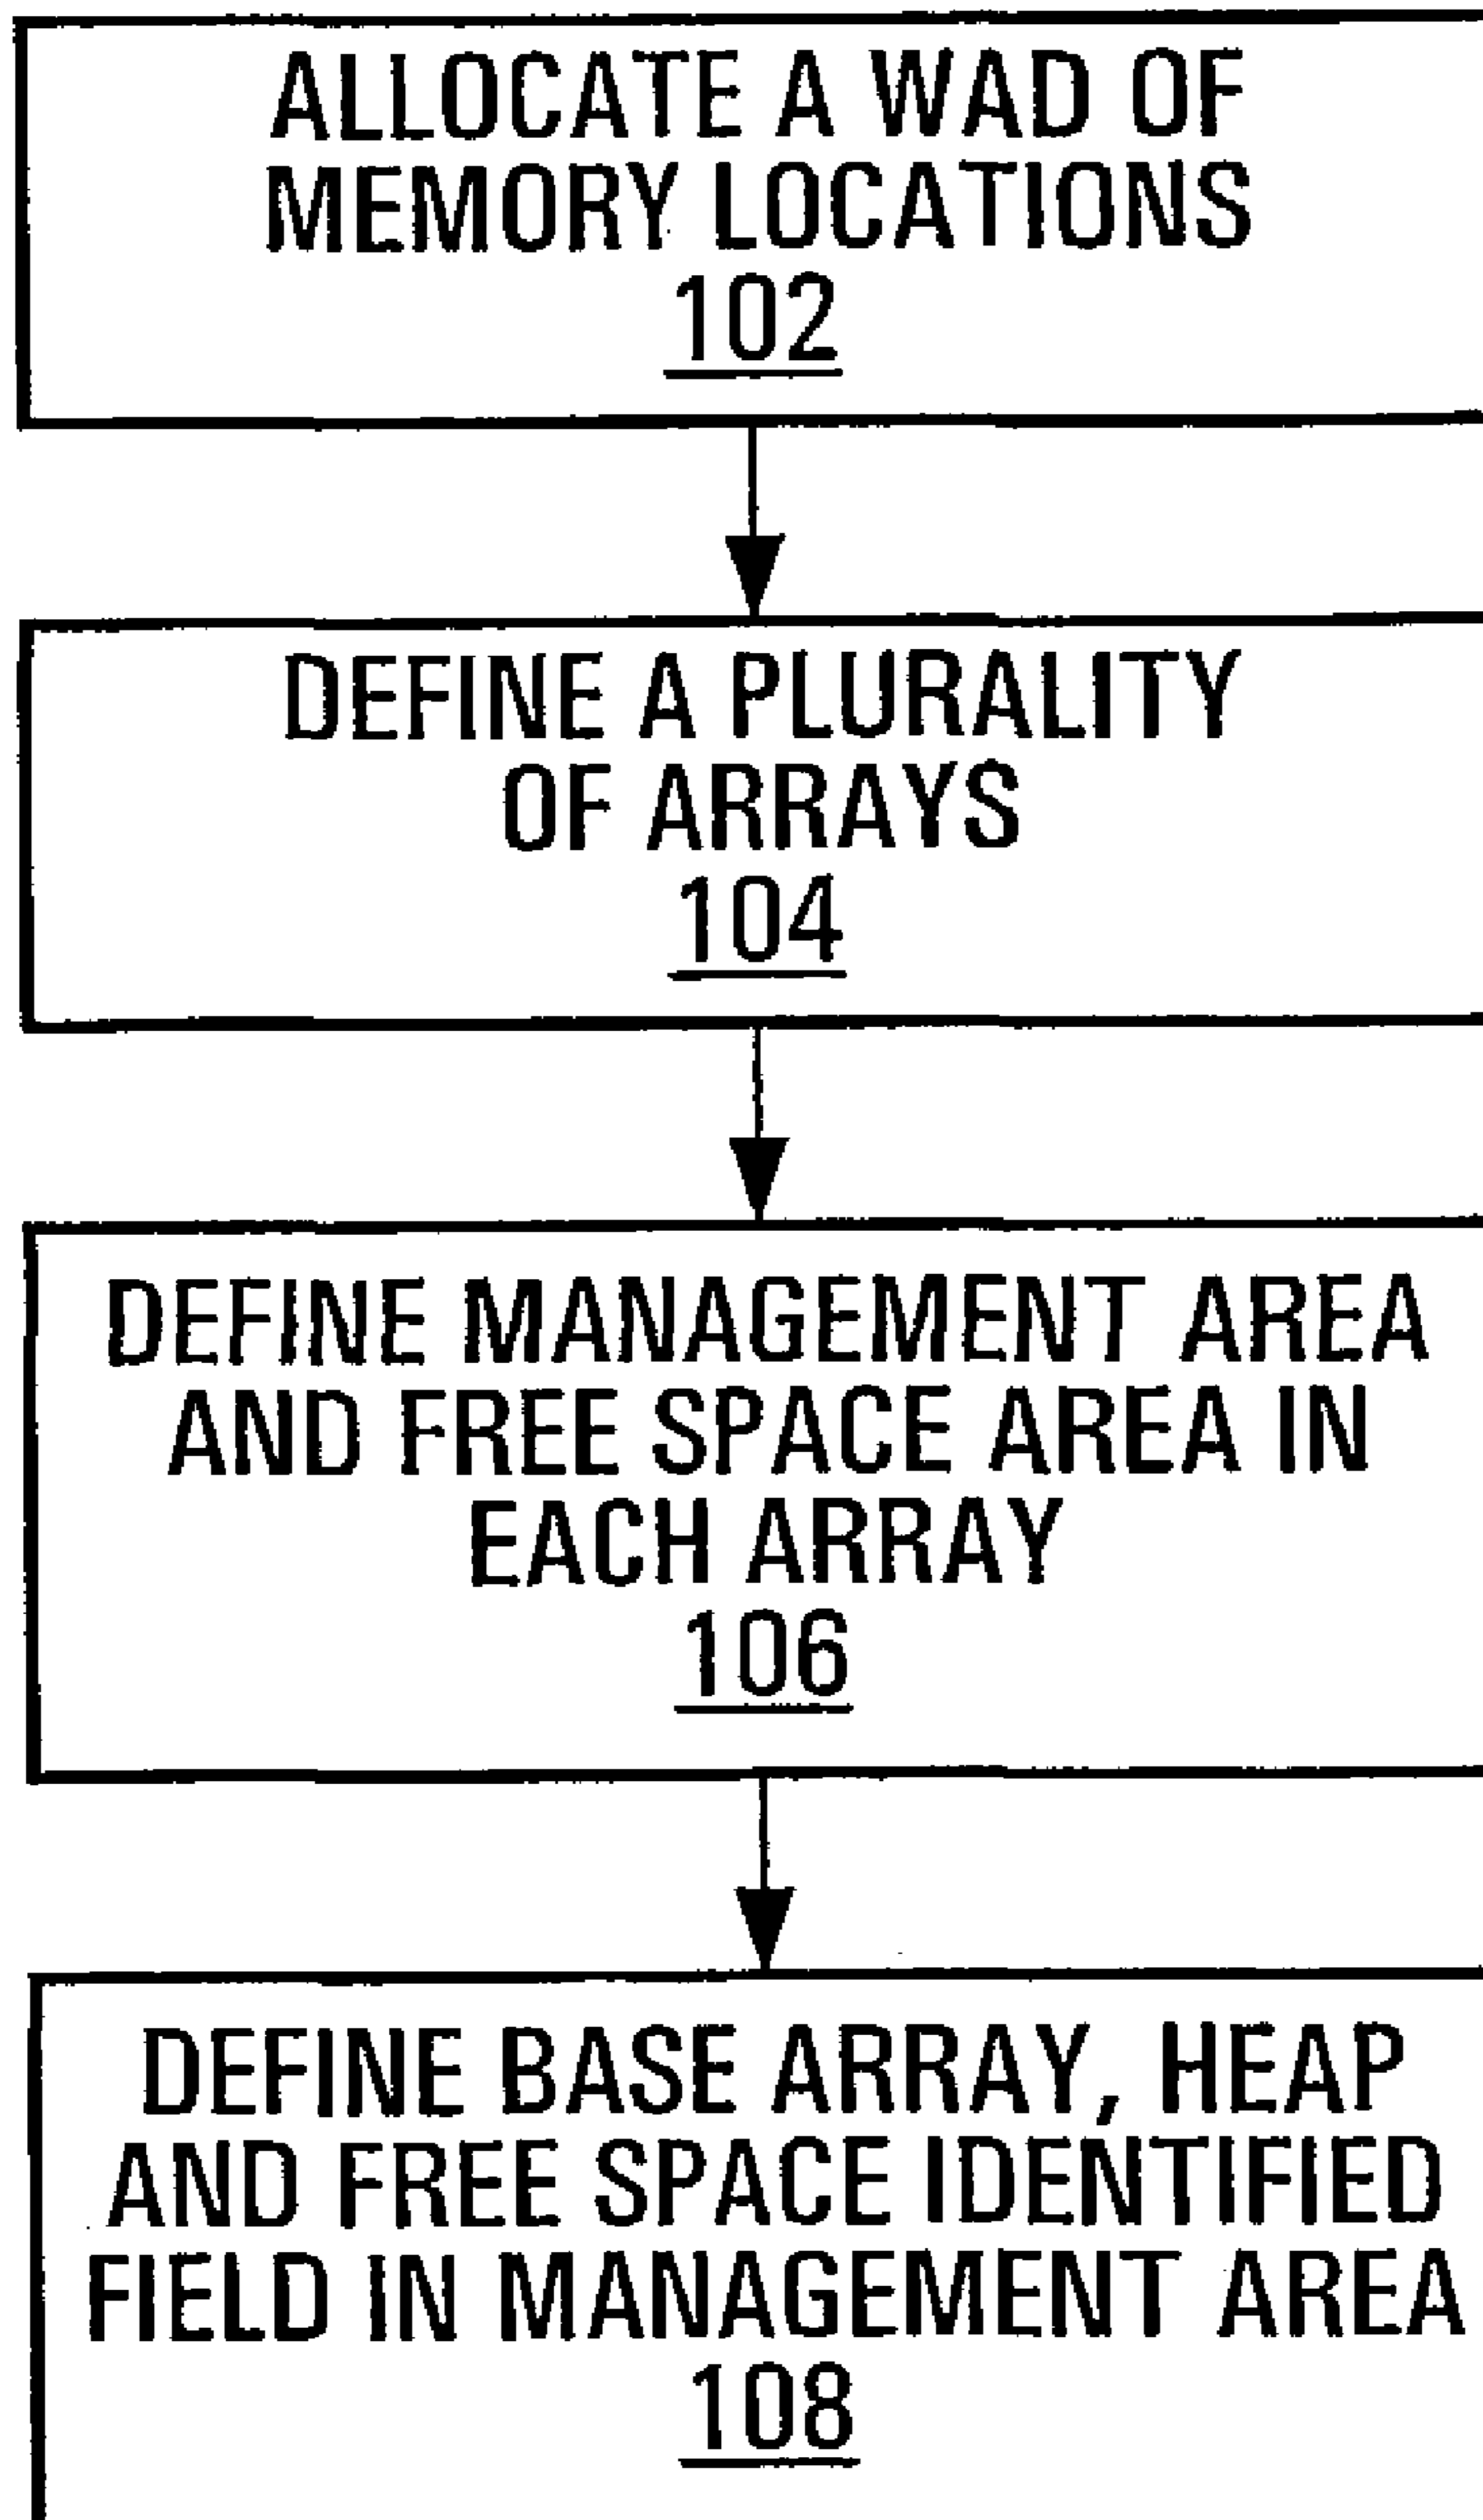 ALLOCATE A WAD OF
MEMORY LOCATIONS
102
DEFINE A PLURALITY
OF ARRAYS
104
DEFINE MANAGEMENT AREA
AND FREE SPACE AREA IN
EACH ARRAY
106
DEFINE BASE ARRAY, HEAP
AND FREE SPACE IDENTIFIED
FIELD IN MANAGEMENT AREA
108